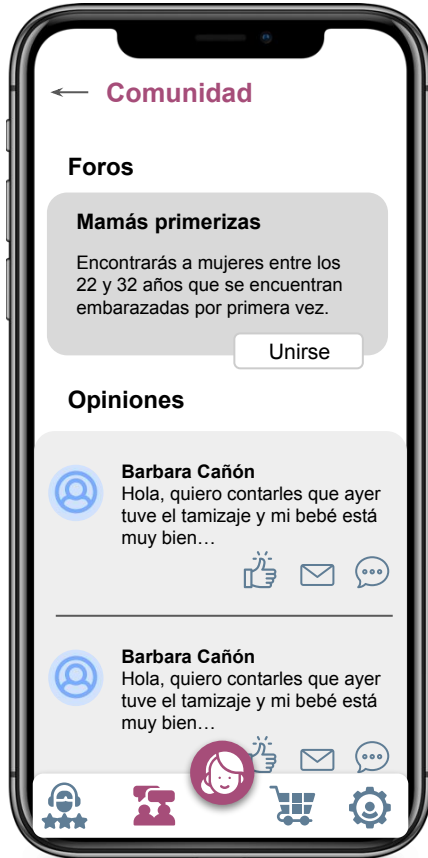 Comunidad
Foros
Mamás primerizas
Encontrarás a mujeres entre los
22 y 32 años que se encuentran
embarazadas por primera vez.
Unirse
Opiniones
Barbara Cañón
Hola, quiero contarles que ayer
tuve el tamizaje y mi bebé está
muy bien…
Barbara Cañón
Hola, quiero contarles que ayer
tuve el tamizaje y mi bebé está
muy bien…